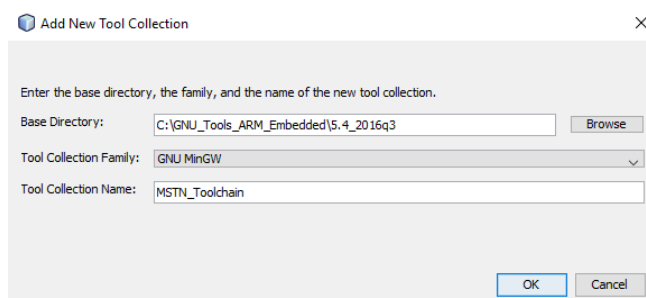 Add New Tool Collection
Enter the base directory, the family, and the name of the new tool collection.
Base Directory: C:\GNU_Tools_ARM_Embedded\5.4_2016q3 Browse
Tool Collection Family: GNU MinGW
Tool Collection Name: MSTN_Toolchain
OK Cancel